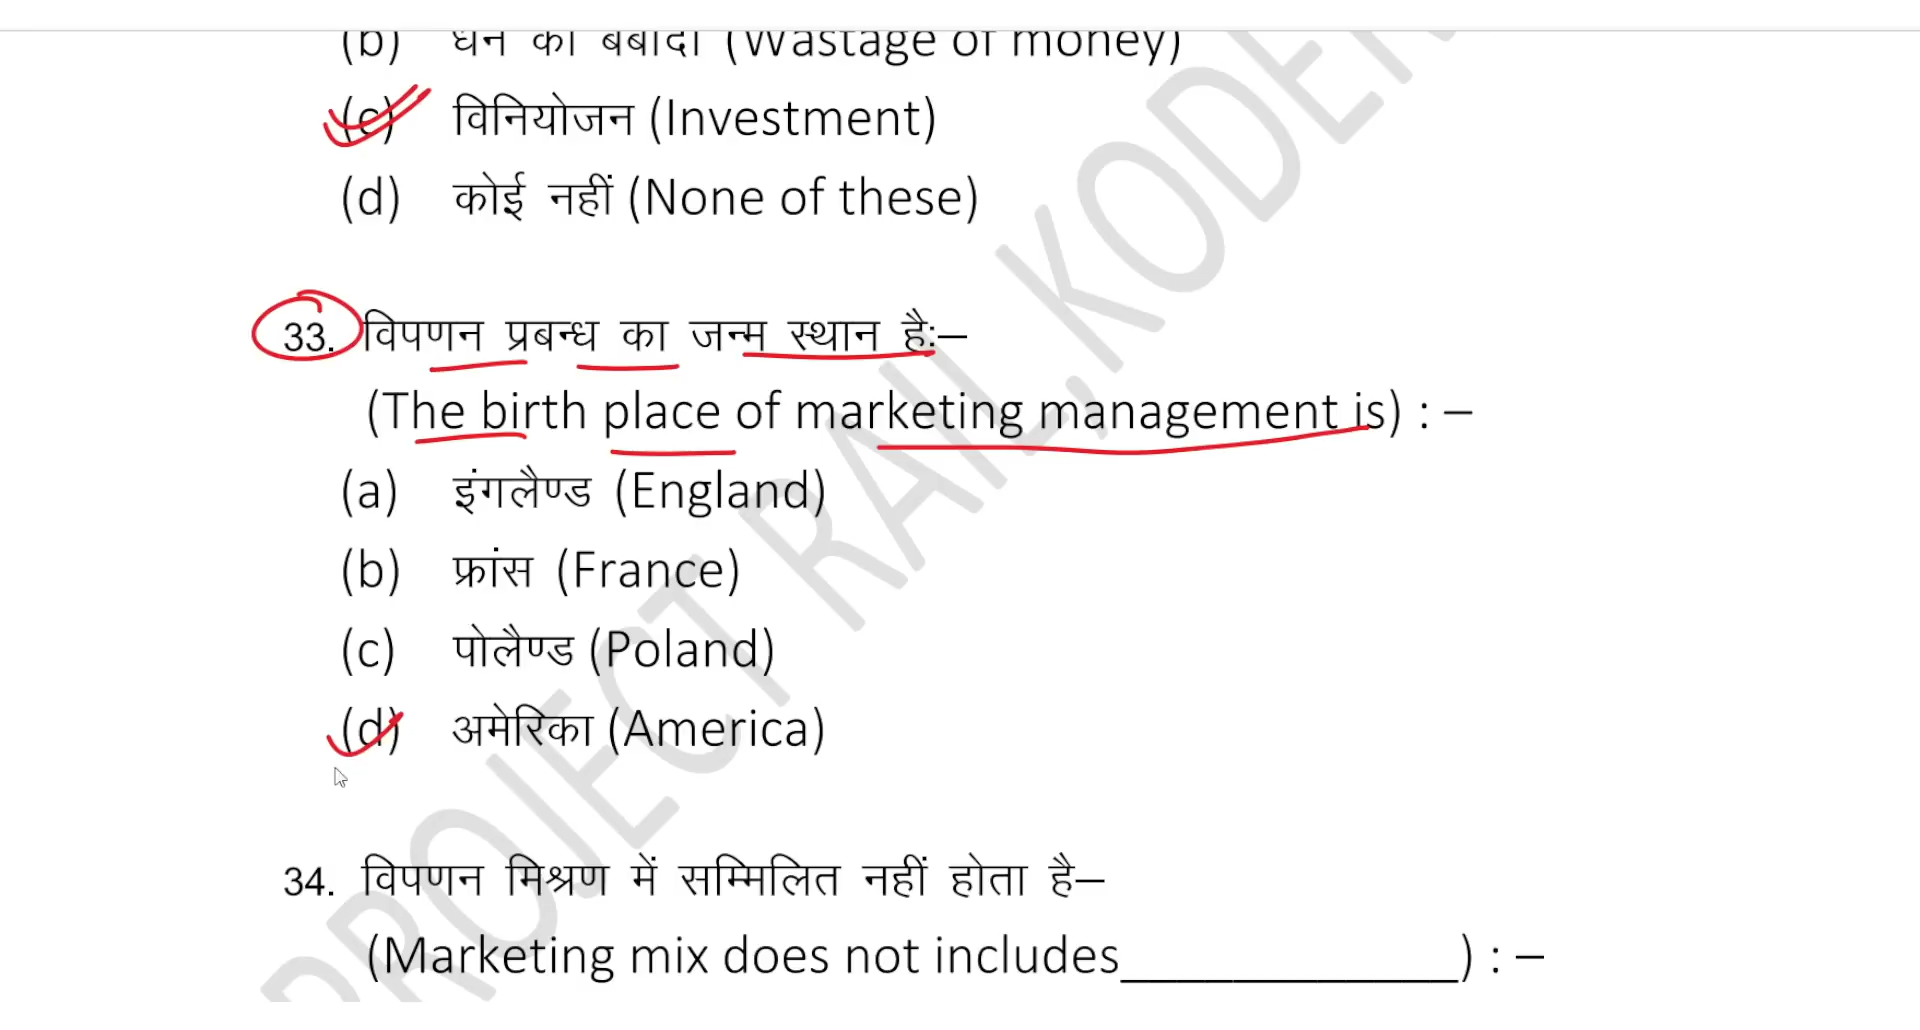 (b) धन की बर्बादी (Wastage of money)
(c) विनियोजन (Investment)
(d) कोई नहीं (None of these)
33. विपणन प्रबन्ध का जन्म स्थान है:–
(The birth place of marketing management is) : –
(a) इंगलैण्ड (England)
(b) फ्रांस (France)
(c) पोलैण्ड (Poland)
(d) अमेरिका (America)
34. विपणन मिश्रण में सम्मिलित नहीं होता है–
(Marketing mix does not includes____________) : –
PROJECT RAIL,KODER